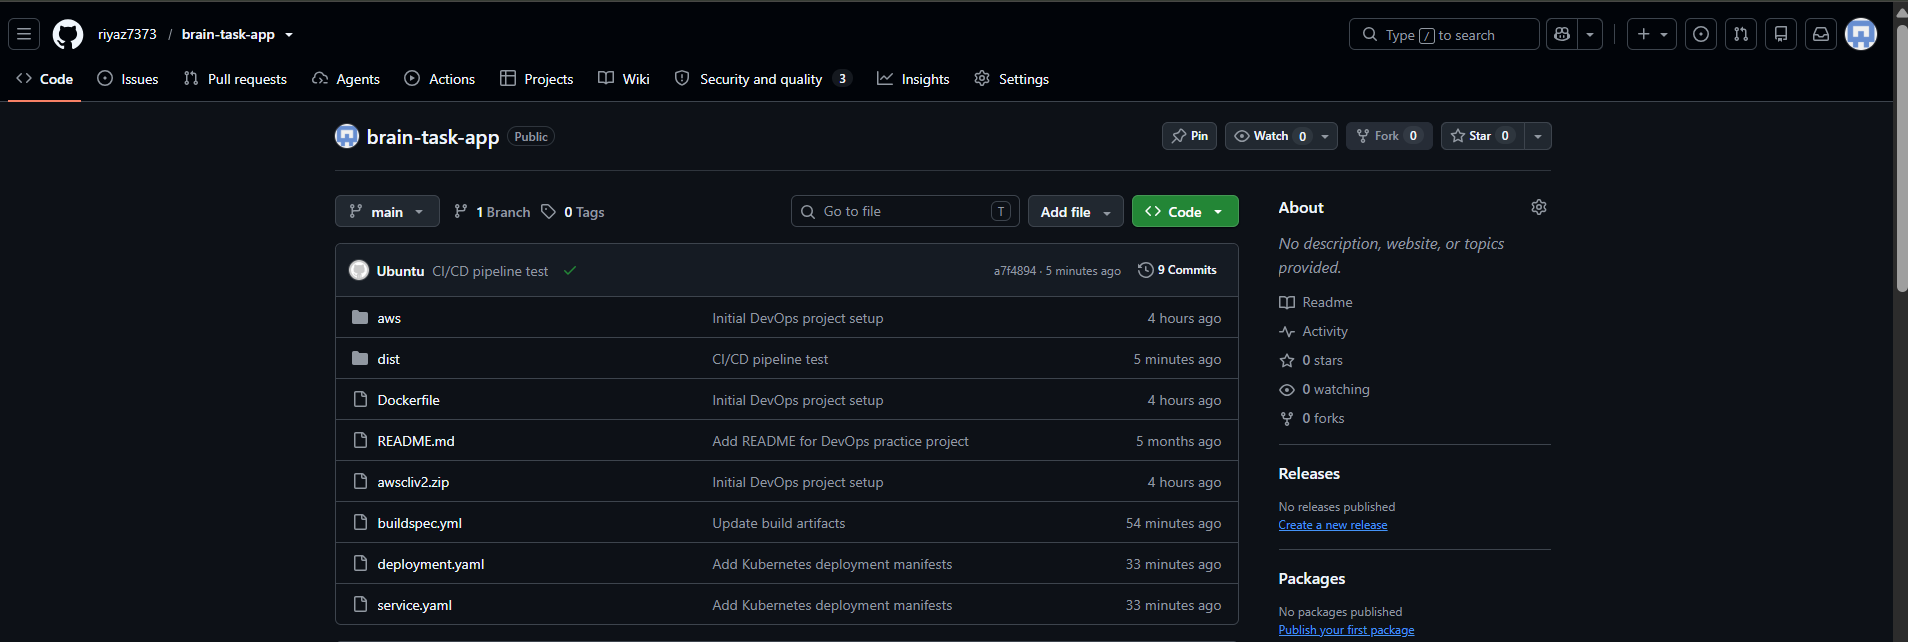 riyaz7373 / brain-task-app
Type / to search
Code Issues Pull requests Agents Actions Projects Wiki Security and quality 3 Insights Settings
brain-task-app Public
Pin Watch 0 Fork 0 Star 0
main 1 Branch 0 Tags Go to file T Add file Code
Ubuntu CI/CD pipeline test a7f4894 · 5 minutes ago 9 Commits
aws Initial DevOps project setup 4 hours ago
dist CI/CD pipeline test 5 minutes ago
Dockerfile Initial DevOps project setup 4 hours ago
README.md Add README for DevOps practice project 5 months ago
awscliv2.zip Initial DevOps project setup 4 hours ago
buildspec.yml Update build artifacts 54 minutes ago
deployment.yaml Add Kubernetes deployment manifests 33 minutes ago
service.yaml Add Kubernetes deployment manifests 33 minutes ago
About
No description, website, or topics
provided.
Readme
Activity
0 stars
0 watching
0 forks
Releases
No releases published
Create a new release
Packages
No packages published
Publish your first package